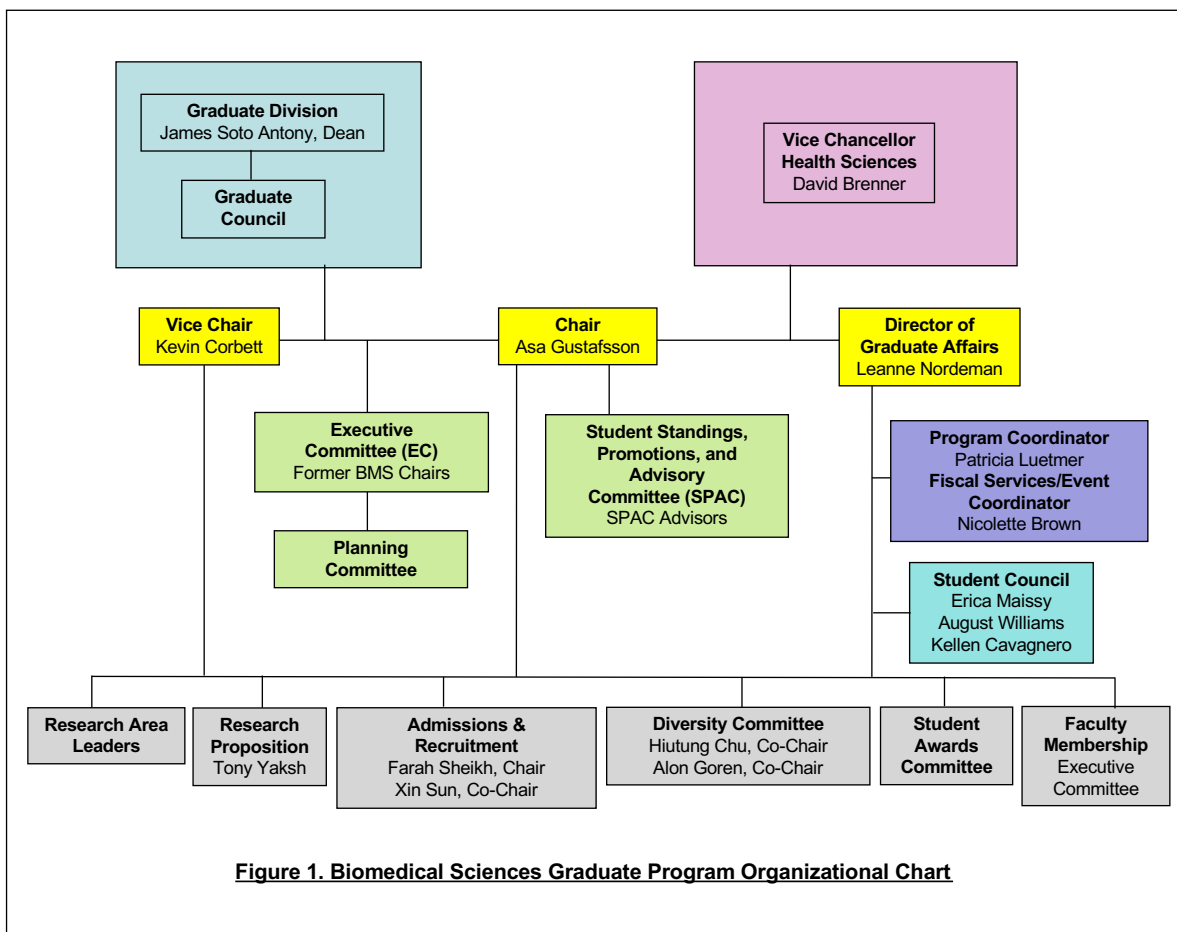 Graduate Division
James Soto Antony, Dean
Graduate
Council
Vice Chancellor
Health Sciences
David Brenner
Vice Chair
Kevin Corbett
Chair
Asa Gustafsson
Director of
Graduate Affairs
Leanne Nordeman
Executive
Committee (EC)
Former BMS Chairs
Planning
Committee
Student Standings,
Promotions, and
Advisory
Committee (SPAC)
SPAC Advisors
Program Coordinator
Patricia Luetmer
Fiscal Services/Event
Coordinator
Nicolette Brown
Student Council
Erica Maissy
August Williams
Kellen Cavagnero
Research Area
Leaders
Research
Proposition
Tony Yaksh
Admissions &
Recruitment
Farah Sheikh, Chair
Xin Sun, Co-Chair
Diversity Committee
Hiutung Chu, Co-Chair
Alon Goren, Co-Chair
Student
Awards
Committee
Faculty
Membership
Executive
Committee
Figure 1. Biomedical Sciences Graduate Program Organizational Chart